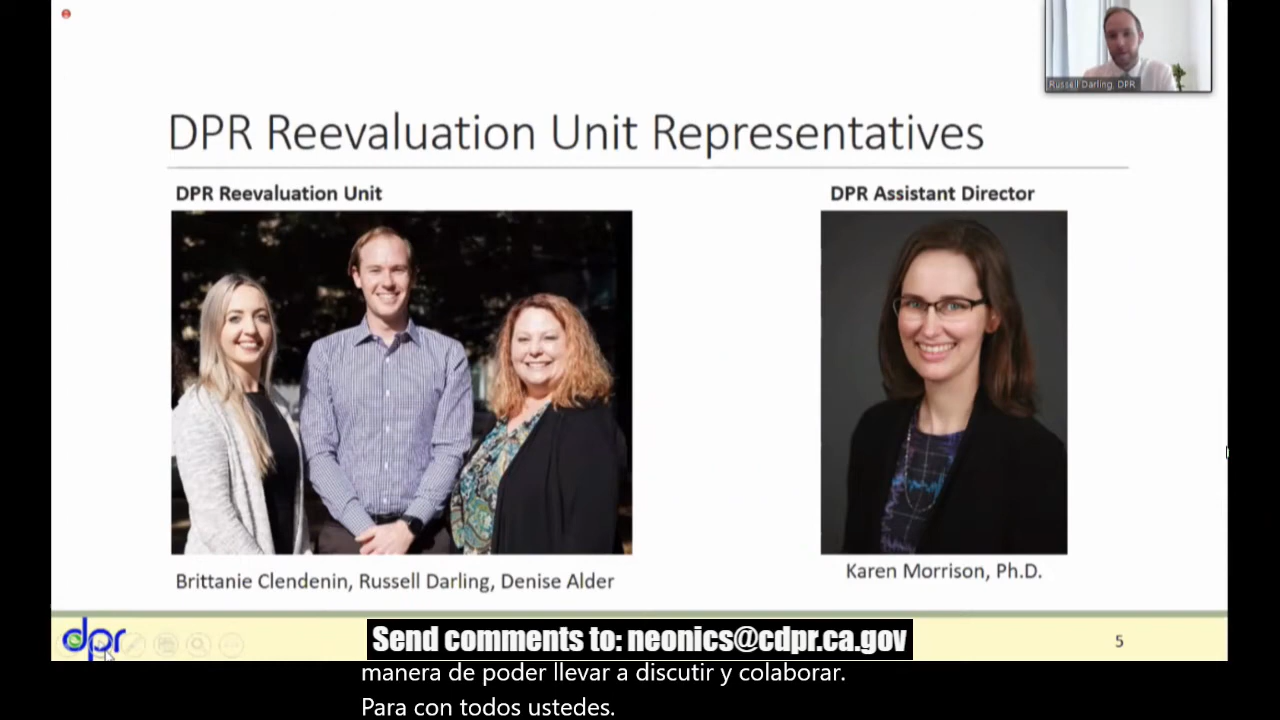 Russell Darling, DPR
DPR Reevaluation Unit Representatives
DPR Reevaluation Unit
DPR Assistant Director
Brittanie Clendenin, Russell Darling, Denise Alder
Karen Morrison, Ph.D.
dpr
Send comments to: neonics@cdpr.ca.gov
5
manera de poder llevar a discutir y colaborar.
Para con todos ustedes.